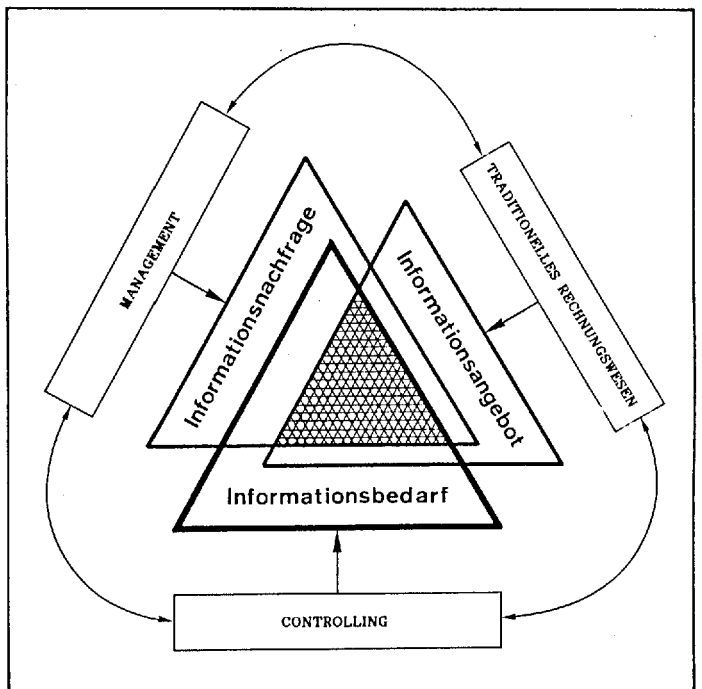 MANAGEMENT
TRADITIONELLES RECHNUNGSWESEN
Informationsnachfrage
Informationsangebot
Informationsbedarf
CONTROLLING